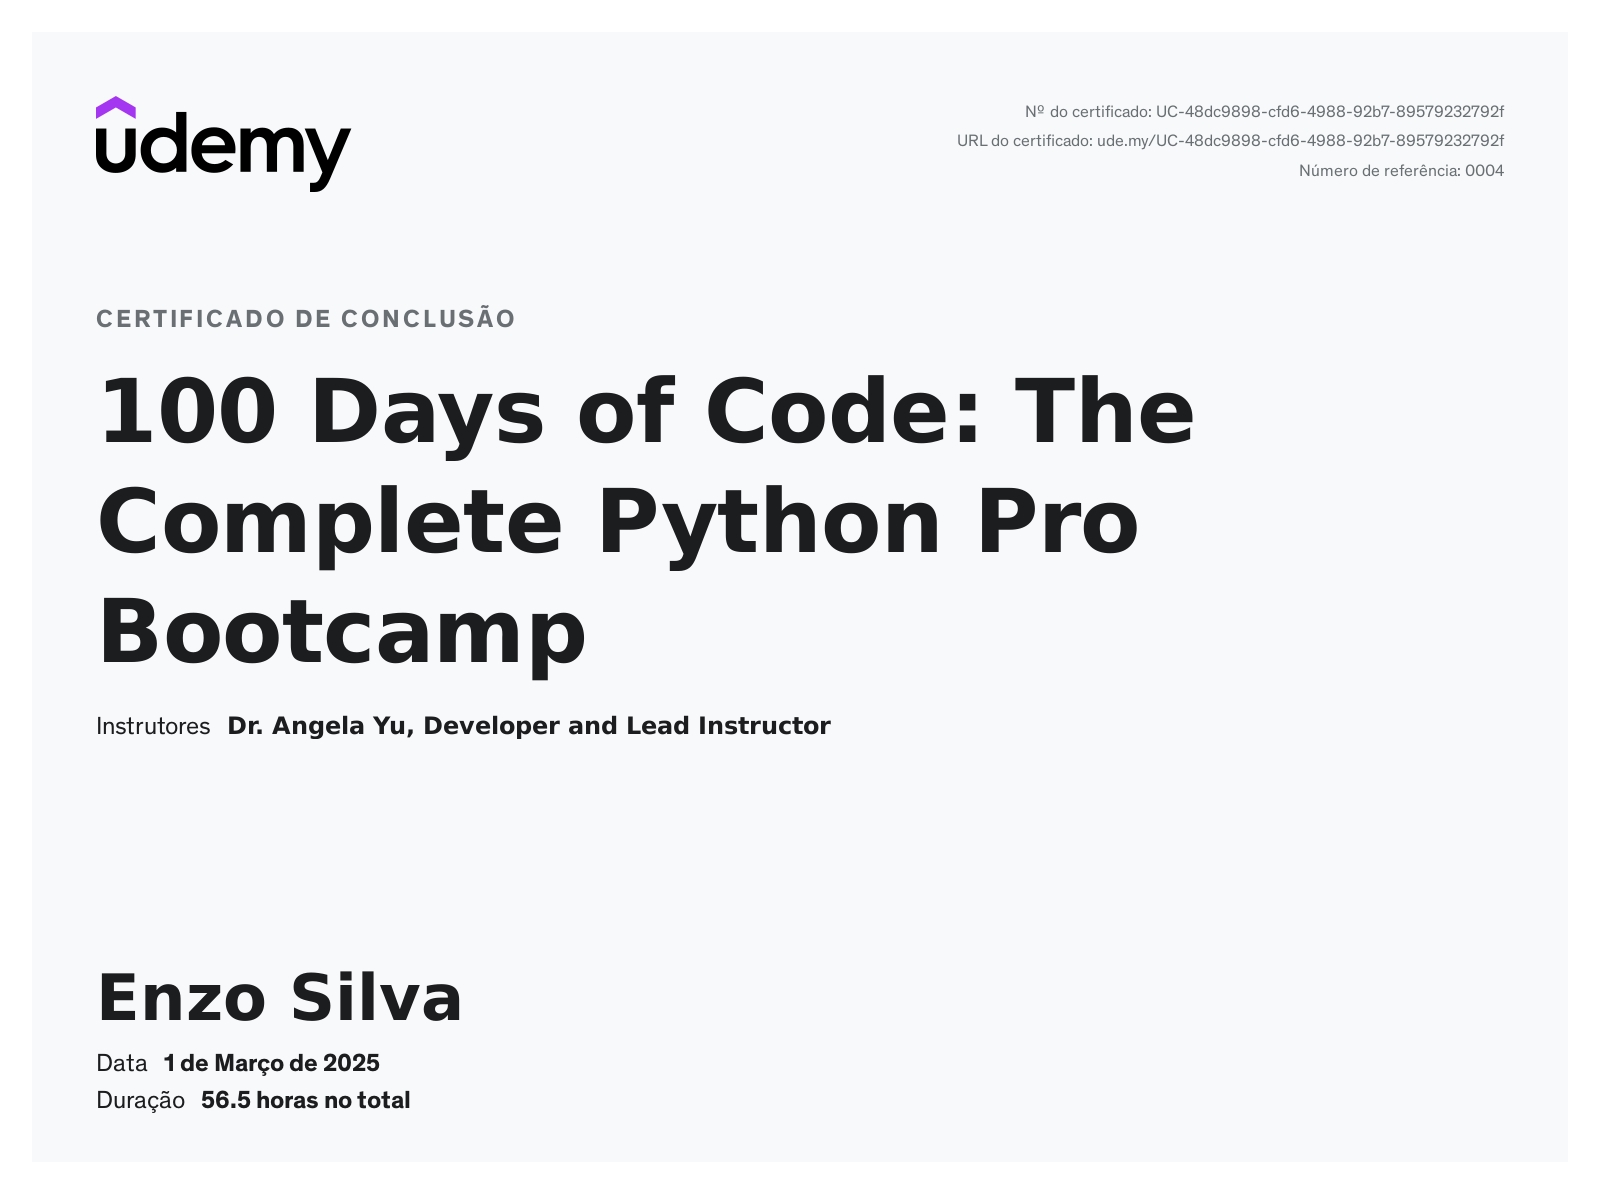 udemy
Nº do certificado: UC-48dc9898-cfd6-4988-92b7-89579232792f
URL do certificado: ude.my/UC-48dc9898-cfd6-4988-92b7-89579232792f
Número de referência: 0004
CERTIFICADO DE CONCLUSÃO
100 Days of Code: The
Complete Python Pro
Bootcamp
Instrutores Dr. Angela Yu, Developer and Lead Instructor
Enzo Silva
Data 1 de Março de 2025
Duração 56.5 horas no total